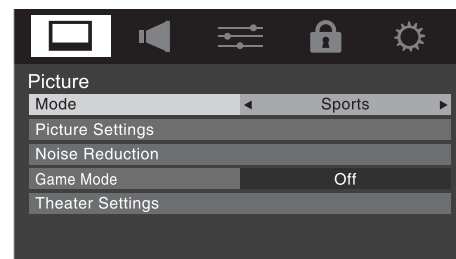 Picture
Mode Sports
Picture Settings
Noise Reduction
Game Mode Off
Theater Settings